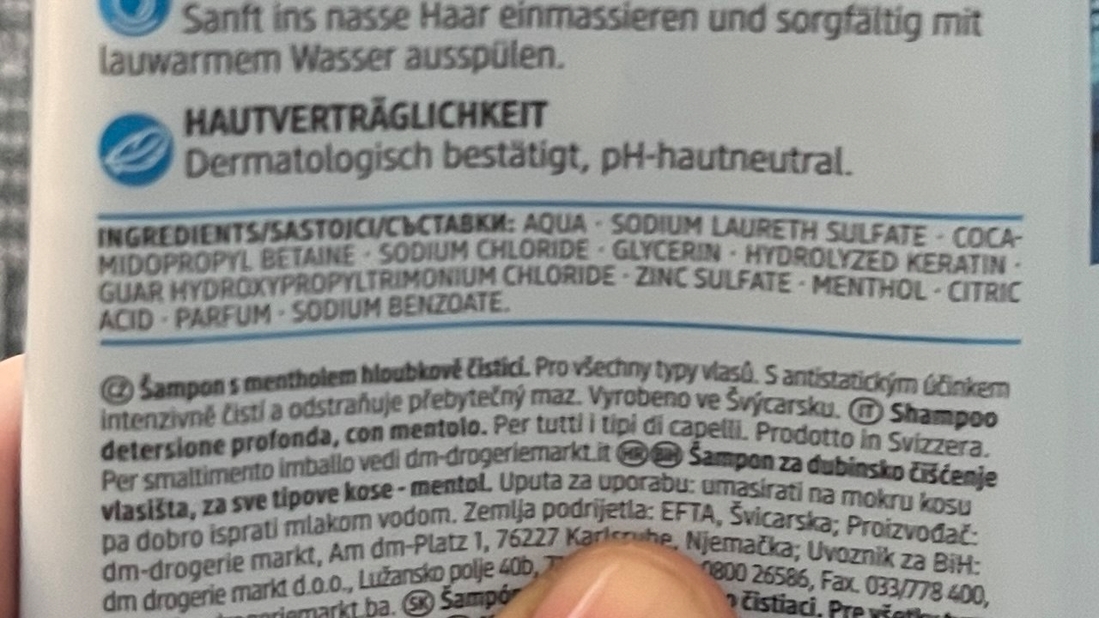 Sanft ins nasse Haar einmassieren und sorgfältig mit
lauwarmem Wasser ausspülen.
HAUTVERTRÄGLICHKEIT
Dermatologisch bestätigt, pH-hautneutral.
INGREDIENTS/SASTOJCI/СЪСТАВКИ: AQUA · SODIUM LAURETH SULFATE · COCA-
MIDOPROPYL BETAINE · SODIUM CHLORIDE · GLYCERIN · HYDROLYZED KERATIN ·
GUAR HYDROXYPROPYLTRIMONIUM CHLORIDE · ZINC SULFATE · MENTHOL · CITRIC
ACID · PARFUM · SODIUM BENZOATE.
CZ Šampon s mentholem hloubkově čistící. Pro všechny typy vlasů. S antistatickým účinkem
intenzivně čistí a odstraňuje přebytečný maz. Vyrobeno ve Švýcarsku. IT Shampoo
detersione profonda, con mentolo. Per tutti i tipi di capelli. Prodotto in Svizzera.
Per smaltimento imballo vedi dm-drogeriemarkt.it HR BIH Šampon za dubinsko čišćenje
vlasišta, za sve tipove kose - mentol. Uputa za uporabu: umasirati na mokru kosu
pa dobro isprati mlakom vodom. Zemlja podrijetla: EFTA, Švicarska; Proizvođač:
dm-drogerie markt, Am dm-Platz 1, 76227 Karlsruhe, Njemačka; Uvoznik za BiH:
dm drogerie markt d.o.o., Lužansko polje 40b, 0800 26586, Fax. 033/778 400,
SK čistiaci. Pre